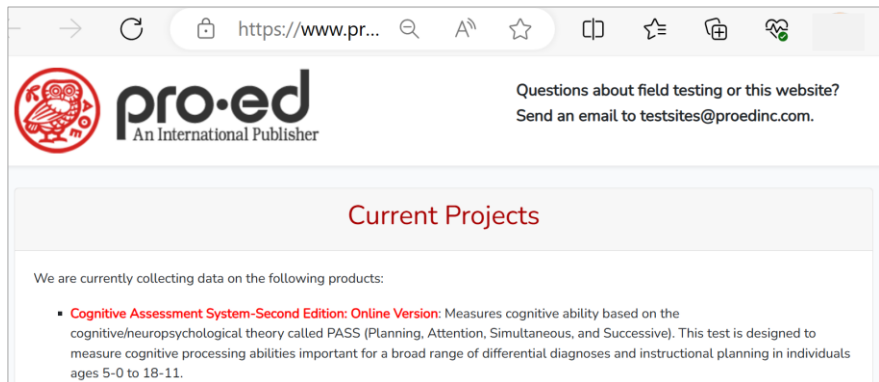 https://www.pr...
pro·ed
An International Publisher
Questions about field testing or this website?
Send an email to testsites@proedinc.com.
Current Projects
We are currently collecting data on the following products:
▪ Cognitive Assessment System-Second Edition: Online Version: Measures cognitive ability based on the
cognitive/neuropsychological theory called PASS (Planning, Attention, Simultaneous, and Successive). This test is designed to
measure cognitive processing abilities important for a broad range of differential diagnoses and instructional planning in individuals
ages 5-0 to 18-11.